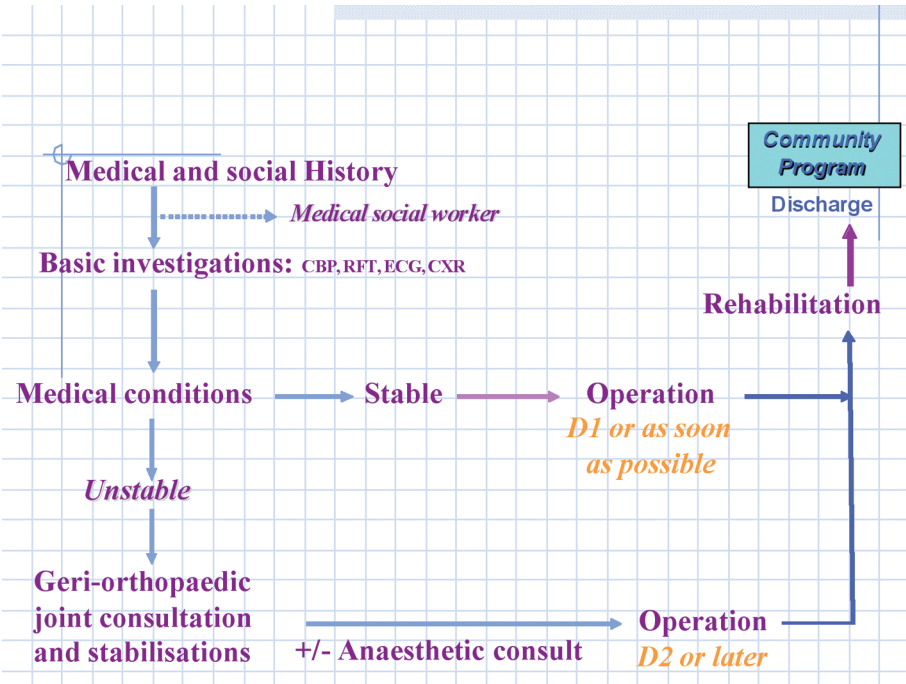 Community
Program
Medical and social History
Discharge
Medical social worker
Basic investigations: CBP, RFT, ECG, CXR
Rehabilitation
Medical conditions
Stable
Operation
D1 or as soon
as possible
Unstable
Geri-orthopaedic
joint consultation
and stabilisations
+/- Anaesthetic consult
Operation
D2 or later